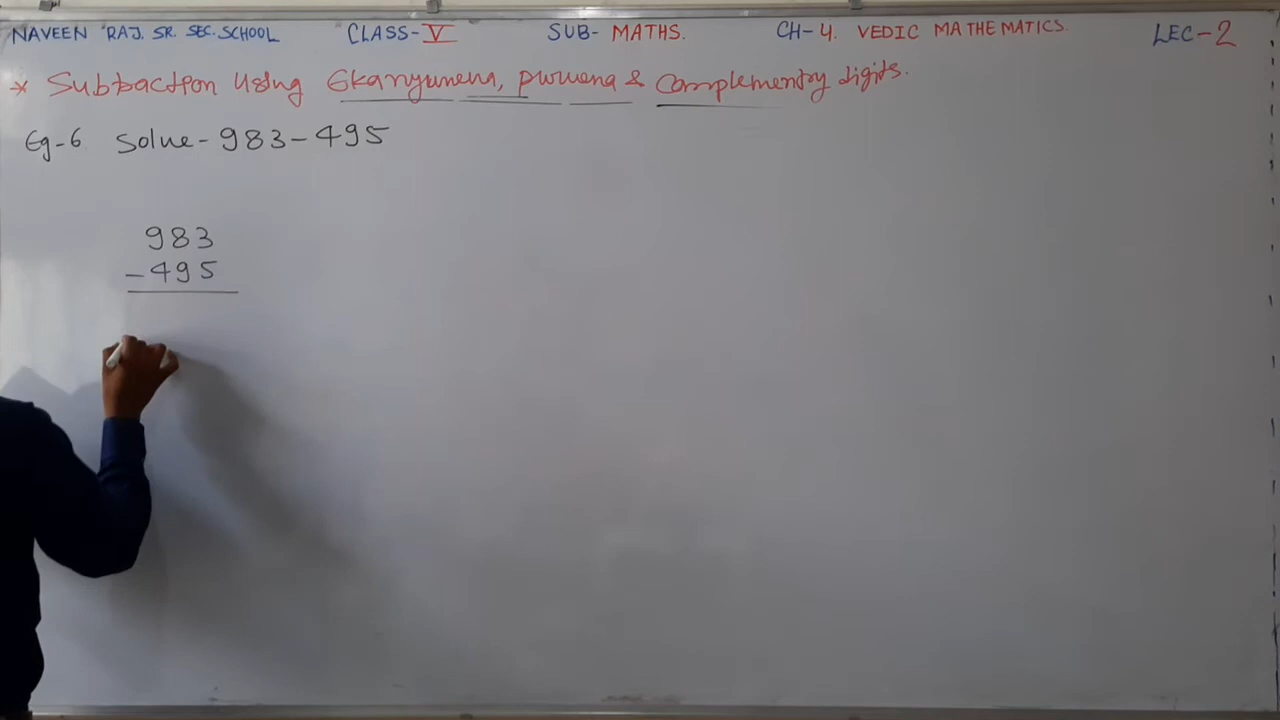 NAVEEN RAJ. SR. SEC. SCHOOL CLASS-V SUB- MATHS. CH-4. VEDIC MATHEMATICS. LEC-2
* Subtraction Using Ekanyunena, purvena & Complementry digits.
Eg-6 Solve - 983-495
983
-495